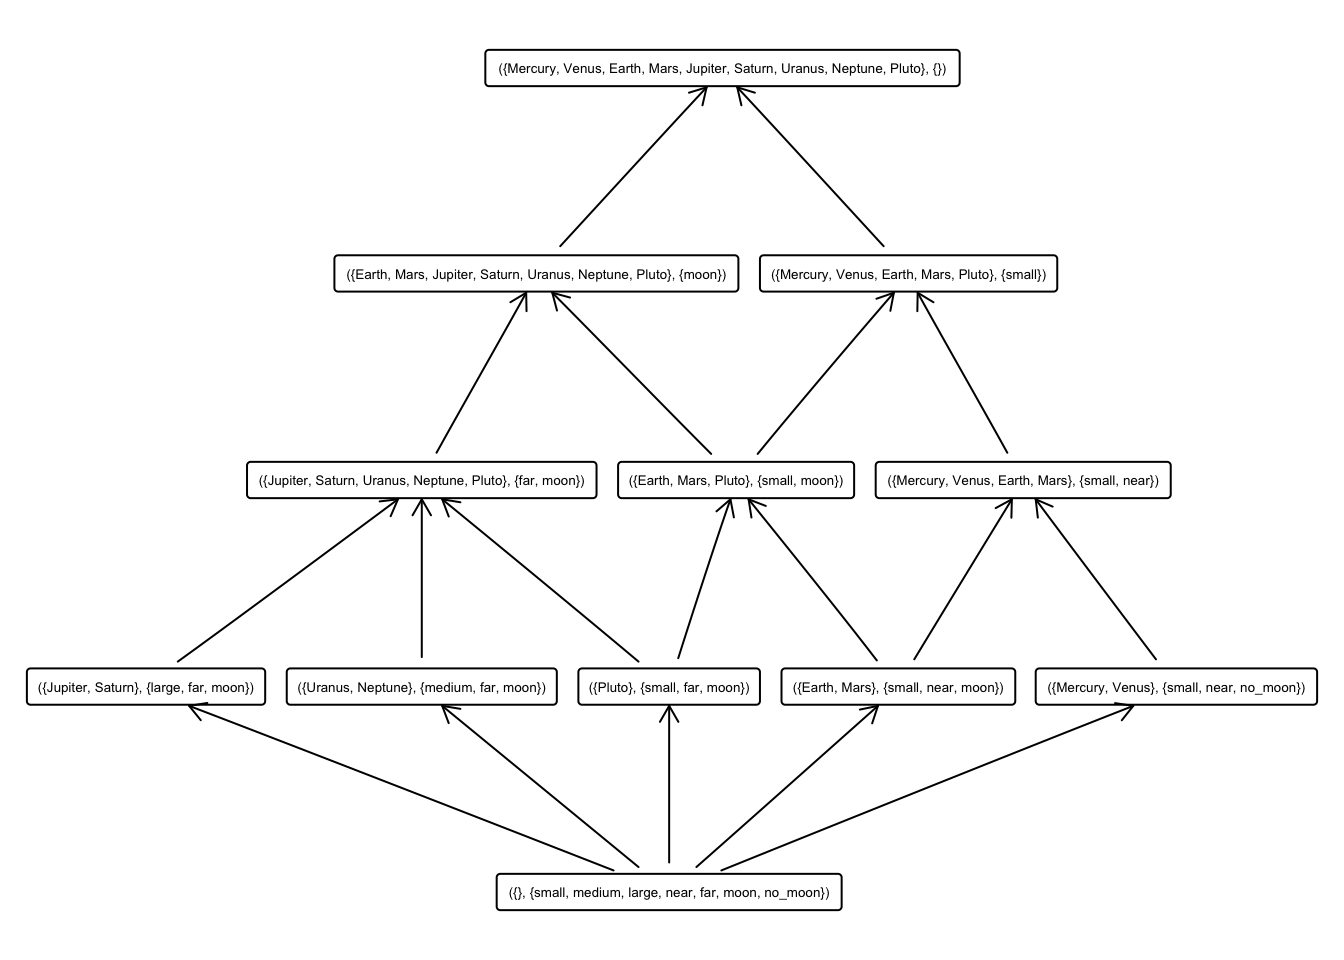 ({Mercury, Venus, Earth, Mars, Jupiter, Saturn, Uranus, Neptune, Pluto}, {})
({Earth, Mars, Jupiter, Saturn, Uranus, Neptune, Pluto}, {moon})
({Mercury, Venus, Earth, Mars, Pluto}, {small})
({Jupiter, Saturn, Uranus, Neptune, Pluto}, {far, moon})
({Earth, Mars, Pluto}, {small, moon})
({Mercury, Venus, Earth, Mars}, {small, near})
({Jupiter, Saturn}, {large, far, moon})
({Uranus, Neptune}, {medium, far, moon})
({Pluto}, {small, far, moon})
({Earth, Mars}, {small, near, moon})
({Mercury, Venus}, {small, near, no_moon})
({}, {small, medium, large, near, far, moon, no_moon})